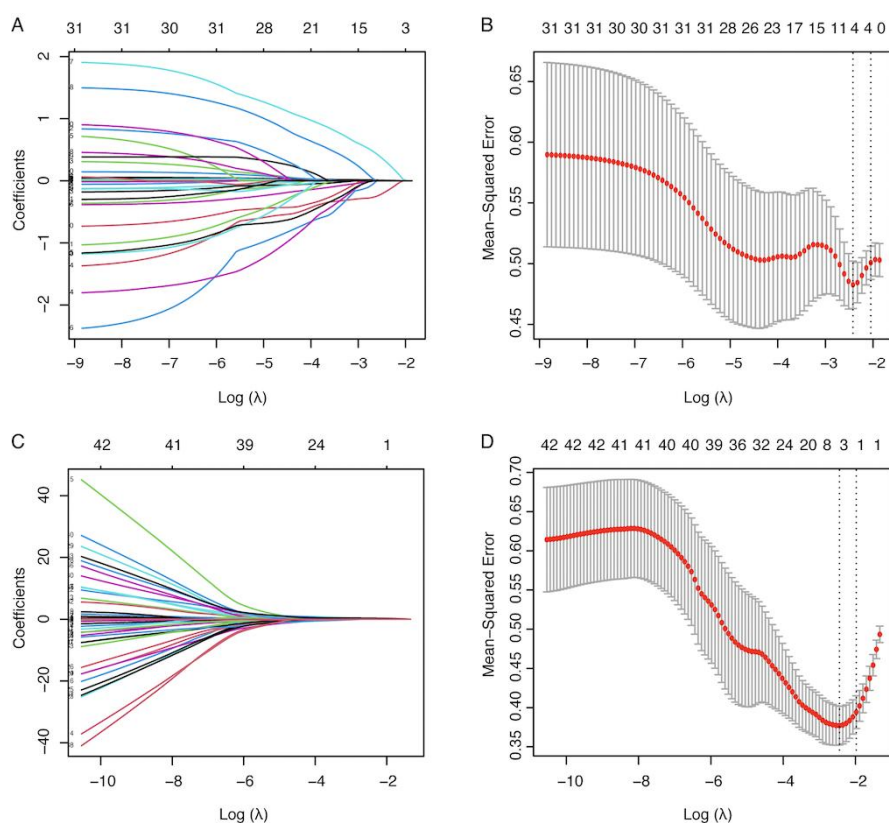 A
31 31 30 31 28 21 15 3
2
1
0
−1
−2
Coefficients
−9 −8 −7 −6 −5 −4 −3 −2
Log (λ)
B
31 31 31 30 30 31 31 31 28 26 23 17 15 11 4 4 0
0.65
0.60
0.55
0.50
0.45
Mean−Squared Error
−9 −8 −7 −6 −5 −4 −3 −2
Log (λ)
C
42 41 39 24 1
40
20
0
−20
−40
Coefficients
−10 −8 −6 −4 −2
Log (λ)
D
42 42 42 41 41 40 40 39 36 32 24 20 8 3 1 1
0.70
0.65
0.60
0.55
0.50
0.45
0.40
0.35
Mean−Squared Error
−10 −8 −6 −4 −2
Log (λ)